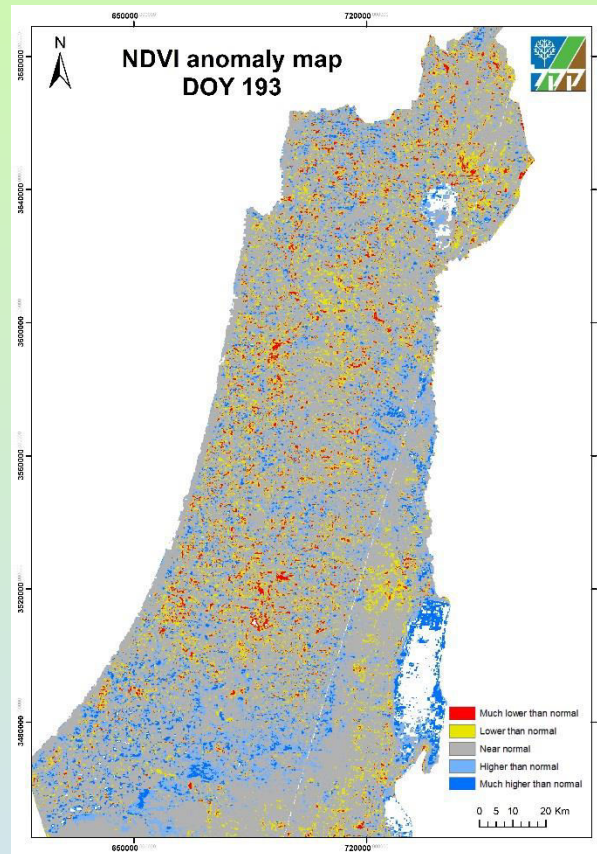 650000 720000
N
NDVI anomaly map
DOY 193
קק"ל
3680000
3640000
3600000
3560000
3520000
3480000
Much lower than normal
Lower than normal
Near normal
Higher than normal
Much higher than normal
0 5 10 20 Km
650000 720000